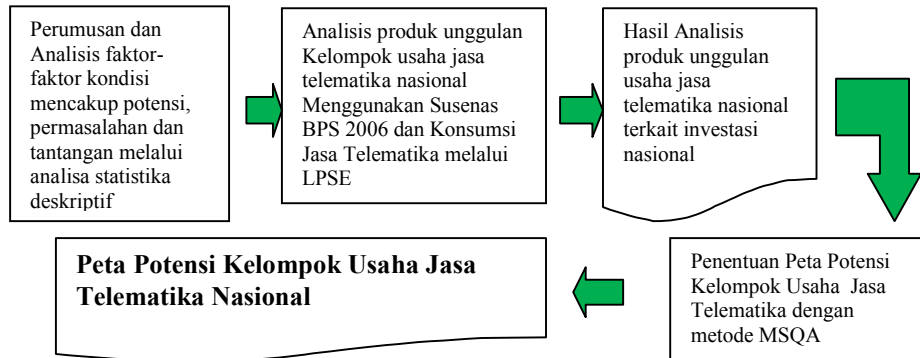 Perumusan dan
Analisis faktor-
faktor kondisi
mencakup potensi,
permasalahan dan
tantangan melalui
analisa statistika
deskriptif
Analisis produk unggulan
Kelompok usaha jasa
telematika nasional
Menggunakan Susenas
BPS 2006 dan Konsumsi
Jasa Telematika melalui
LPSE
Hasil Analisis
produk unggulan
usaha jasa
telematika nasional
terkait investasi
nasional
Penentuan Peta Potensi
Kelompok Usaha Jasa
Telematika dengan
metode MSQA
Peta Potensi Kelompok Usaha Jasa
Telematika Nasional